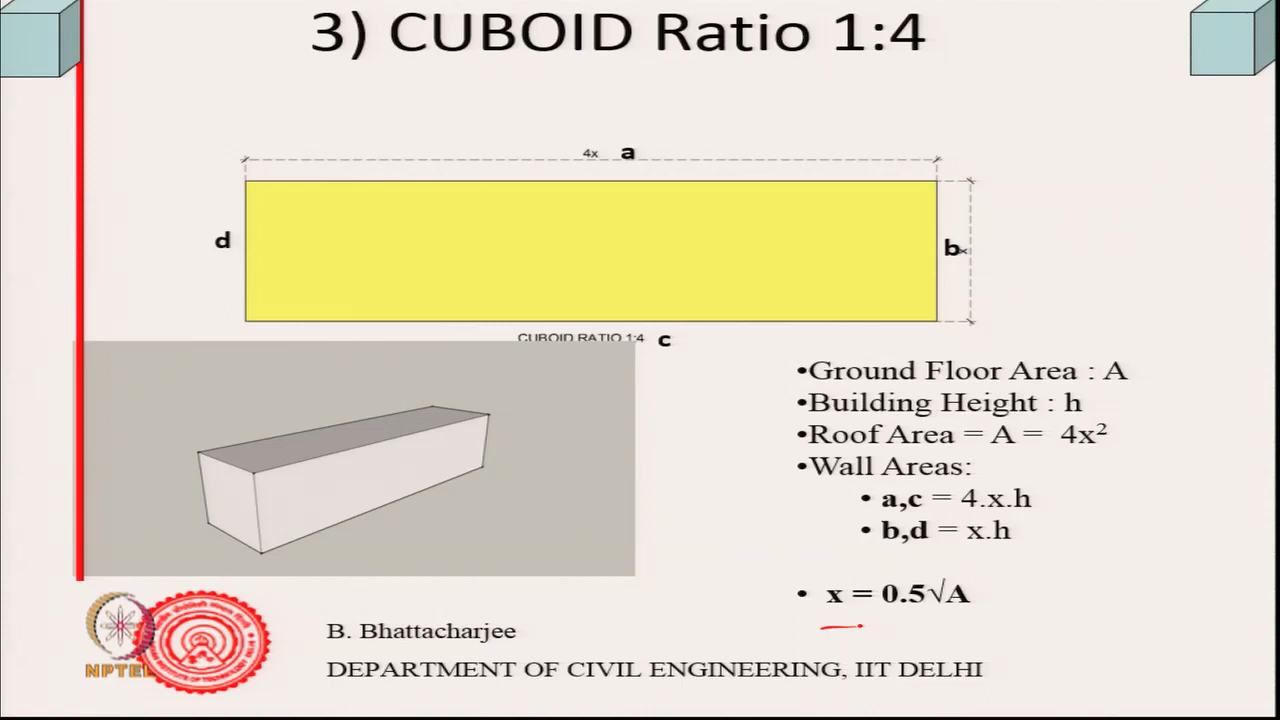 3) CUBOID Ratio 1:4
4x a
d
b
x
CUBOID RATIO 1:4 c
•Ground Floor Area : A
•Building Height : h
•Roof Area = A = 4x²
•Wall Areas:
• a,c = 4.x.h
• b,d = x.h
• x = 0.5√A
B. Bhattacharjee
NPTEL
DEPARTMENT OF CIVIL ENGINEERING, IIT DELHI